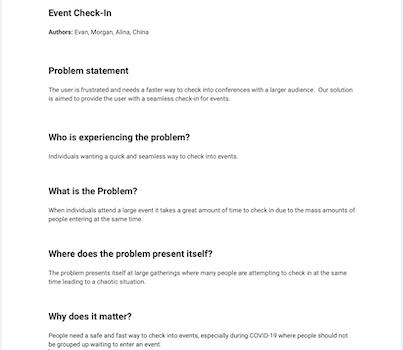 Event Check-In
Authors: Evan, Morgan, Alina, China
Problem statement
The user is frustrated and needs a faster way to check into conferences with a larger audience.  Our solution
is aimed to provide the user with a seamless check-in for events.
Who is experiencing the problem?
Individuals wanting a quick and seamless way to check into events.
What is the Problem?
When individuals attend a large event it takes a great amount of time to check in due to the mass amounts of
people entering at the same time.
Where does the problem present itself?
The problem presents itself at large gatherings where many people are attempting to check in at the same
time leading to a chaotic situation.
Why does it matter?
People need a safe and fast way to check into events, especially during COVID-19 where people should not
be grouped up waiting to enter an event.